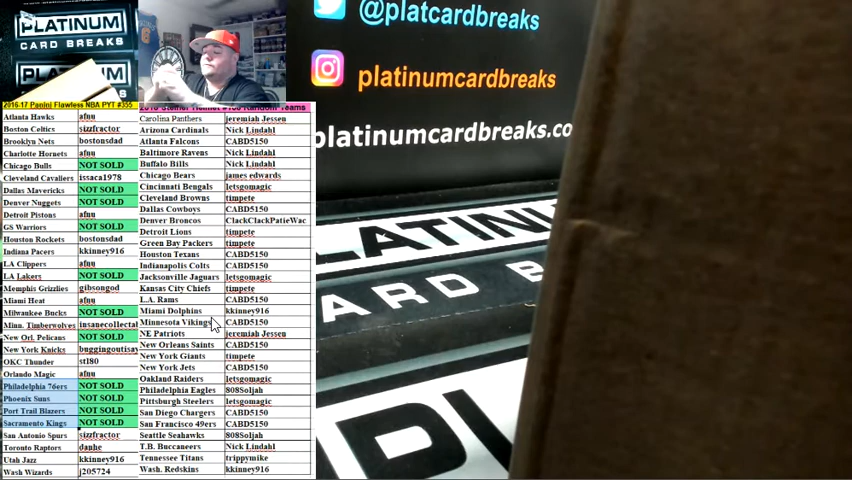 PLATINUM
CARD BREAKS
PLATINUM
@platcardbreaks
platinumcardbreaks
platinumcardbreaks.co
PLATINUM
CARD B
2016-17 Panini Flawless NBA PYT #355
Atlanta Hawks afnu
Boston Celtics sizzfractor
Brooklyn Nets bostonsdad
Charlotte Hornets afnu
Chicago Bulls NOT SOLD
Cleveland Cavaliers issaca1978
Dallas Mavericks NOT SOLD
Denver Nuggets NOT SOLD
Detroit Pistons afnu
GS Warriors NOT SOLD
Houston Rockets bostonsdad
Indiana Pacers kkinney916
LA Clippers afnu
LA Lakers NOT SOLD
Memphis Grizzlies gibsongod
Miami Heat afnu
Milwaukee Bucks NOT SOLD
Minn. Timberwolves insanecollectal
New Orl. Pelicans NOT SOLD
New York Knicks buggingoutisay
OKC Thunder stl80
Orlando Magic afnu
Philadelphia 76ers NOT SOLD
Phoenix Suns NOT SOLD
Port Trail Blazers NOT SOLD
Sacramento Kings NOT SOLD
San Antonio Spurs sizzfractor
Toronto Raptors danhe
Utah Jazz kkinney916
Wash Wizards j205724
Random Teams
Carolina Panthers jeremiah Jessen
Arizona Cardinals Nick Lindahl
Atlanta Falcons CABD5150
Baltimore Ravens Nick Lindahl
Buffalo Bills Nick Lindahl
Chicago Bears james edwards
Cincinnati Bengals letsgomagic
Cleveland Browns timpete
Dallas Cowboys CABD5150
Denver Broncos ClackClackPatieWac
Detroit Lions timpete
Green Bay Packers timpete
Houston Texans CABD5150
Indianapolis Colts CABD5150
Jacksonville Jaguars letsgomagic
Kansas City Chiefs timpete
L.A. Rams CABD5150
Miami Dolphins kkinney916
Minnesota Vikings CABD5150
NE Patriots jeremiah Jessen
New Orleans Saints CABD5150
New York Giants timpete
New York Jets CABD5150
Oakland Raiders letsgomagic
Philadelphia Eagles 808Soljah
Pittsburgh Steelers letsgomagic
San Diego Chargers CABD5150
San Francisco 49ers CABD5150
Seattle Seahawks 808Soljah
T.B. Buccaneers Nick Lindahl
Tennessee Titans trippymike
Wash. Redskins kkinney916